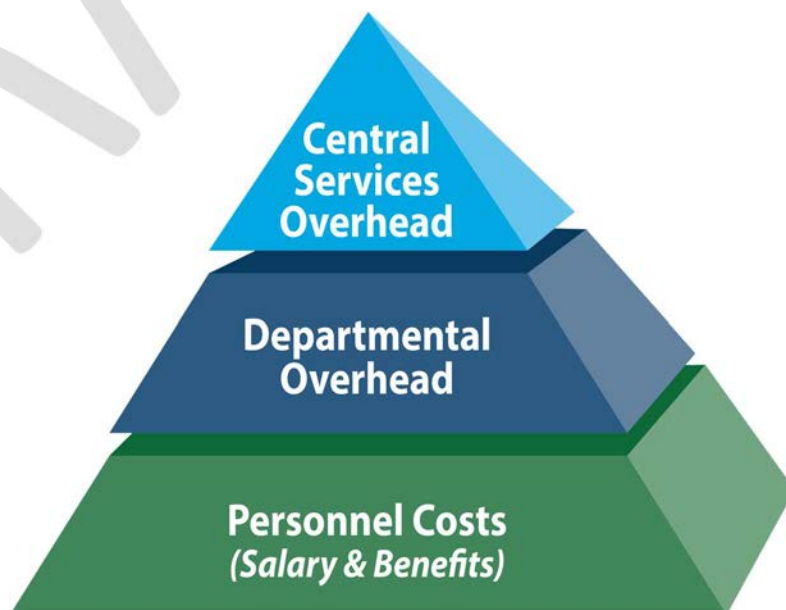 Central
Services
Overhead
Departmental
Overhead
Personnel Costs
(Salary & Benefits)